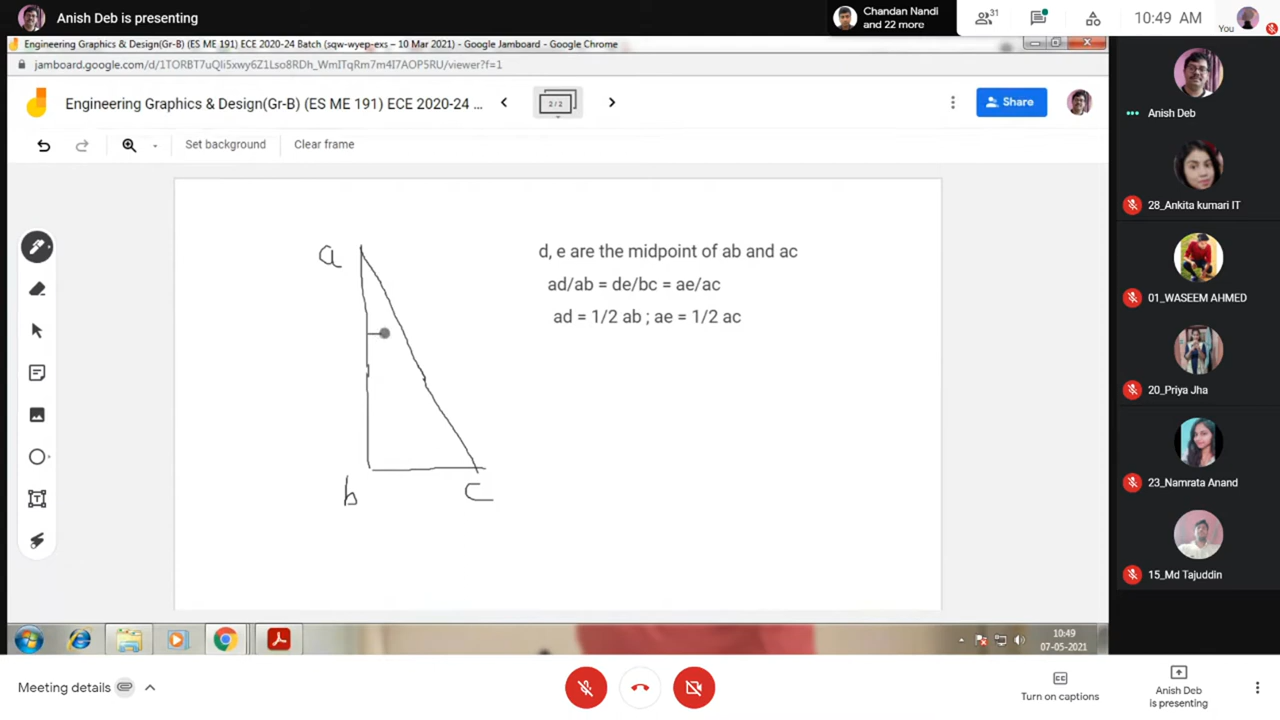 Anish Deb is presenting
Chandan Nandi
and 22 more
31
10:49 AM
You
Engineering Graphics & Design(Gr-B) (ES ME 191) ECE 2020-24 Batch (sqw-wyep-exs – 10 Mar 2021) - Google Jamboard - Google Chrome
jamboard.google.com/d/1TORBT7uQli5xwy6Z1Lso8RDh_WmITqRm7m4I7AOP5RU/viewer?f=1
Engineering Graphics & Design(Gr-B) (ES ME 191) ECE 2020-24 ...
2 / 2
Share
Set background
Clear frame
a
b
c
d, e are the midpoint of ab and ac
ad/ab = de/bc = ae/ac
ad = 1/2 ab ; ae = 1/2 ac
Anish Deb
28_Ankita kumari IT
01_WASEEM AHMED
20_Priya Jha
23_Namrata Anand
15_Md Tajuddin
10:49
07-05-2021
Meeting details
Turn on captions
Anish Deb
is presenting